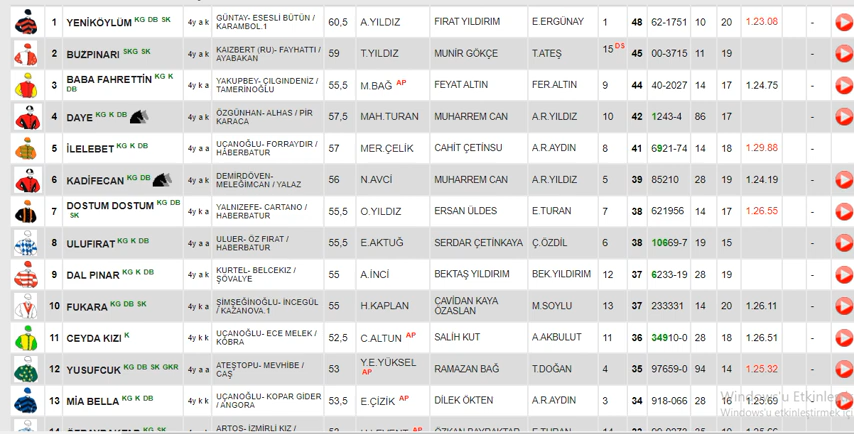 1 YENİKÖYLÜM KG DB SK 4y a k GÜNTAY- ESESLİ BÜTÜN / KARAMBOL.1 60,5 A.YILDIZ FIRAT YILDIRIM E.ERGÜNAY 1 48 62-1751 10 20 1.23.08 -
2 BUZPINARI SKG SK 4y a k KAIZBERT (RU)- FAYHATTI / AYABAKAN 59 T.YILDIZ MUNİR GÖKÇE T.ATEŞ 15 DS 45 00-3715 11 19 -
3 BABA FAHRETTİN KG K DB 4y k a YAKUPBEY- ÇILGINDENİZ / TAMERİNOĞLU 55,5 M.BAĞ AP FEYAT ALTIN FER.ALTIN 9 44 40-2027 14 17 1.24.75 -
4 DAYE KG K DB 4y a k ÖZGÜNHAN- ALHAS / PİR KARACA 57,5 MAH.TURAN MUHARREM CAN A.R.YILDIZ 10 42 1243-4 86 17 -
5 İLELEBET KG K DB 4y a a UÇANOĞLU- FORRAYDIR / HABERBATUR 57 MER.ÇELİK CAHİT ÇETİNSU A.R.AYDIN 8 41 6921-74 14 18 1.29.88 -
6 KADİFECAN KG DB 4y a k DEMİRDÖVEN- MELEĞİMCAN / YALAZ 56 N.AVCİ MUHARREM CAN A.R.YILDIZ 5 39 85210 28 19 1.24.19 -
7 DOSTUM DOSTUM KG DB SK 4y k a YALNIZEFE- CARTANO / HABERBATUR 55,5 O.YILDIZ ERSAN ÜLDES E.TURAN 7 38 621956 14 17 1.26.55 -
8 ULUFIRAT KG K DB 4y a a ULUER- ÖZ FIRAT / HABERBATUR 55,5 E.AKTUĞ SERDAR ÇETİNKAYA Ç.ÖZDİL 6 38 10669-7 19 15 -
9 DAL PINAR KG K DB 4y a k KURTEL- BELCEKIZ / ŞÖVALYE 55 A.İNCİ BEKTAŞ YILDIRIM BEK.YILDIRIM 12 37 6233-19 28 19 -
10 FUKARA KG DB SK 4y k a ŞİMŞEĞİNOĞLU- İNCEGÜL / KAZANOVA.1 55 H.KAPLAN CAVİDAN KAYA ÖZASLAN M.SOYLU 13 37 233331 14 20 1.26.11 -
11 CEYDA KIZI K 4y k k UÇANOĞLU- ECE MELEK / KOBRA 52,5 C.ALTUN AP SALİH KUT A.AKBULUT 11 36 34910-0 28 18 1.26.51 -
12 YUSUFCUK KG DB SK GKR 4y a a ATEŞTOPU- MEVHİBE / CAŞ 53 Y.E.YÜKSEL AP RAMAZAN BAĞ T.DOĞAN 4 35 97659-0 94 14 1.25.32 -
13 MİA BELLA KG K DB 4y k k UÇANOĞLU- KOPAR GİDER / ANGORA 53,5 E.ÇİZİK AP DİLEK ÖKTEN A.R.AYDIN 3 34 918-066 28 -
Windows'u Etkinleş
Windows'u etkinleştirmek iç
ARTOS- İZMİRLİ KIZ /